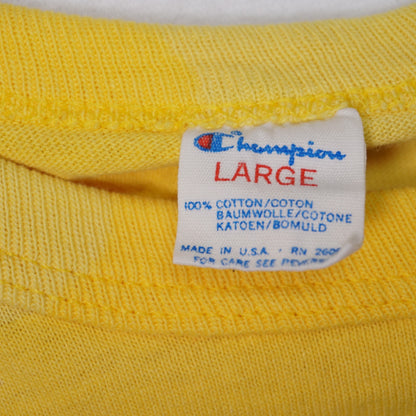 Champion
LARGE
100% COTTON/COTON
BAUMWOLLE/COTONE
KATOEN/BOMULD
MADE IN U.S.A. · RN
FOR CARE SEE